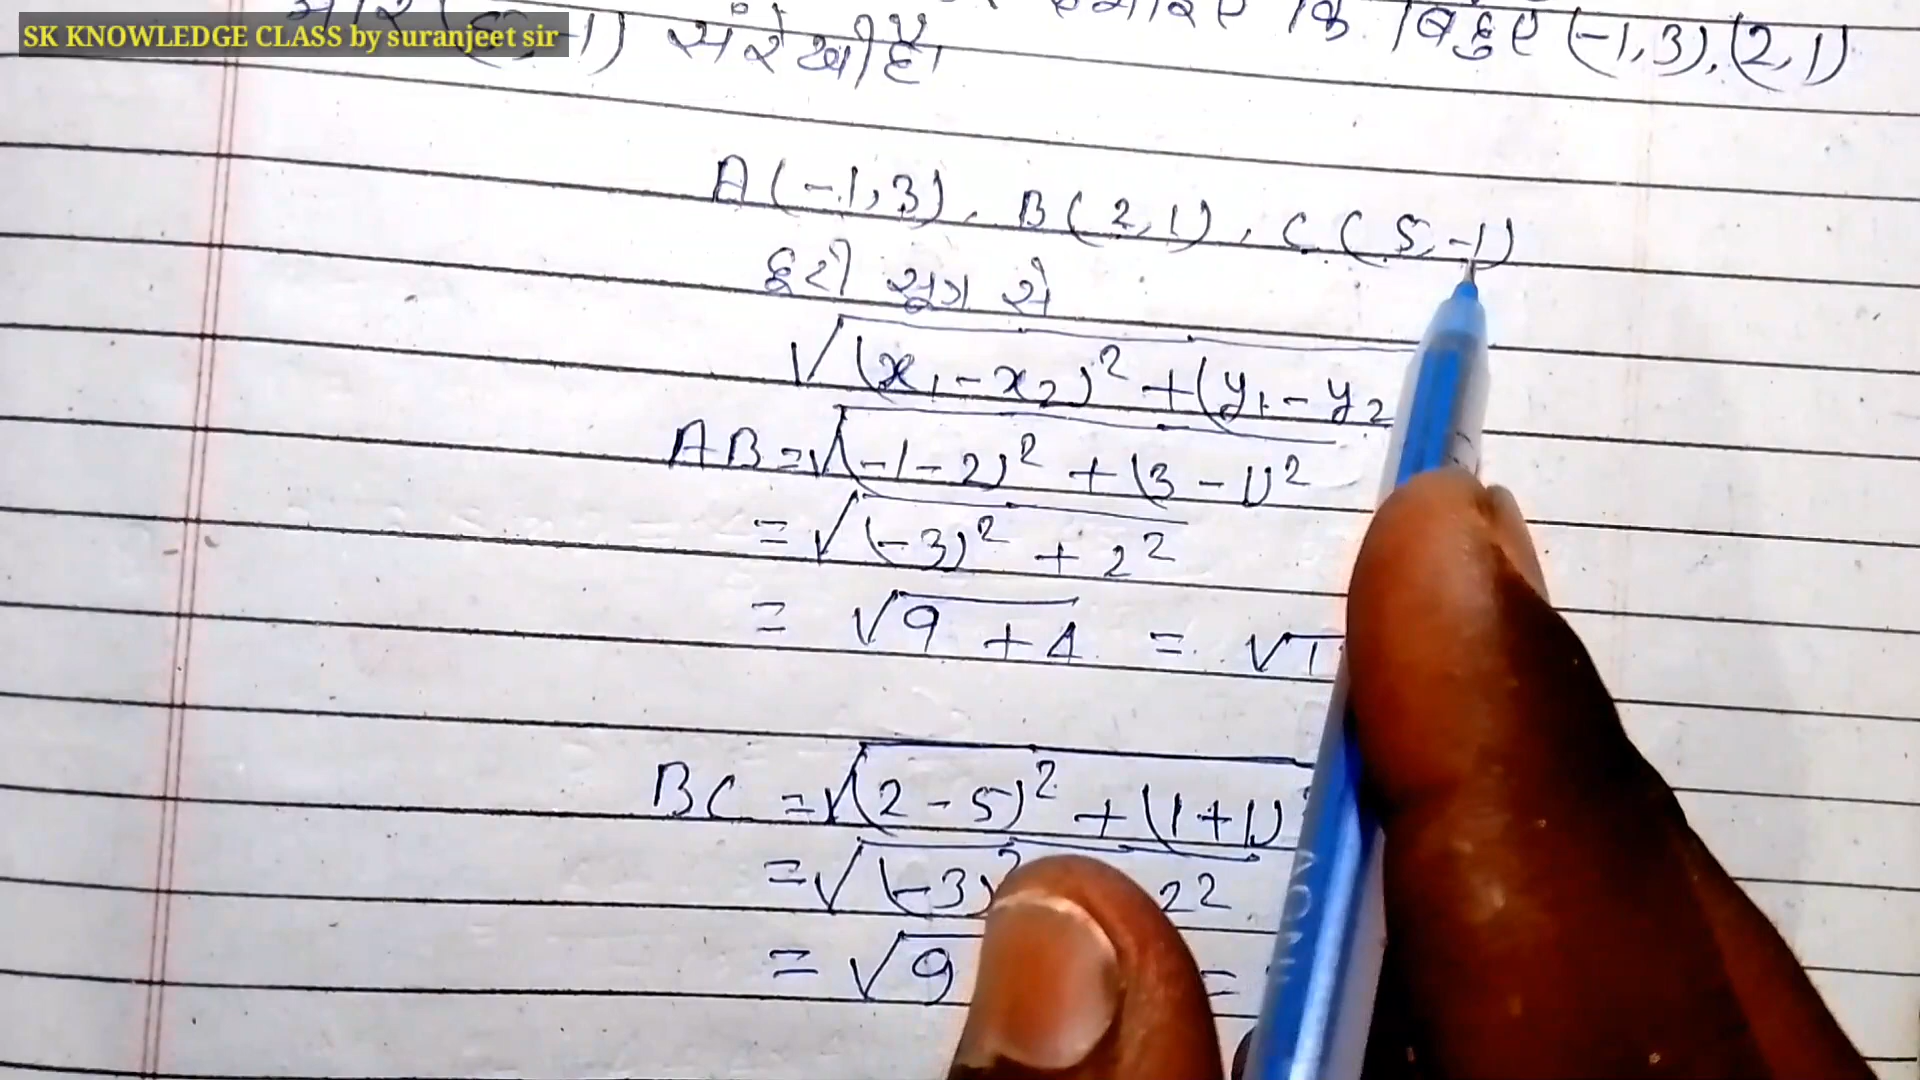 SK KNOWLEDGE CLASS by suranjeet sir
कि बिंदुए (-1,3), (2,1)
-1) संरेखी है।
A(-1,3), B(2,1), C(5,-1)
दुरी सूत्र से
√(x₁-x₂)² + (y₁-y₂
AB = √(-1-2)² + (3-1)²
= √(-3)² + 2²
= √9+4 = √1
BC = √(2-5)² + (1+1)
= √(-3)² 2²
= √9 =